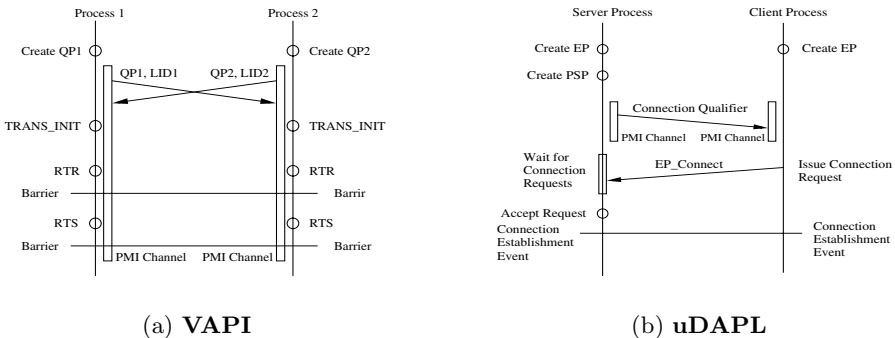 Process 1
Process 2
Create QP1
Create QP2
QP1, LID1
QP2, LID2
TRANS_INIT
TRANS_INIT
RTR
RTR
Barrier
Barrir
RTS
RTS
Barrier
Barrier
PMI Channel
PMI Channel
(a) VAPI
Server Process
Client Process
Create EP
Create EP
Create PSP
Connection Qualifier
PMI Channel
PMI Channel
Wait for
Connection
Requests
EP_Connect
Issue Connection
Request
Accept Request
Connection
Establishment
Event
Connection
Establishment
Event
(b) uDAPL